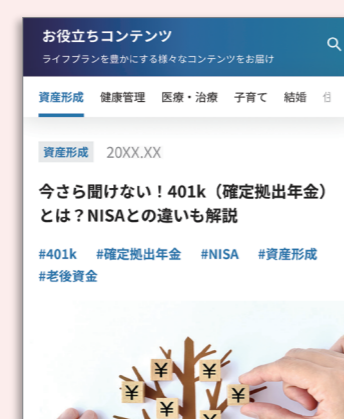 お役立ちコンテンツ
ライフプランを豊かにする様々なコンテンツをお届け
資産形成 健康管理 医療・治療 子育て 結婚
資産形成 20XX.XX
今さら聞けない！401k（確定拠出年金）
とは？NISAとの違いも解説
#401k #確定拠出年金 #NISA #資産形成
#老後資金
¥ ¥
¥ ¥
¥